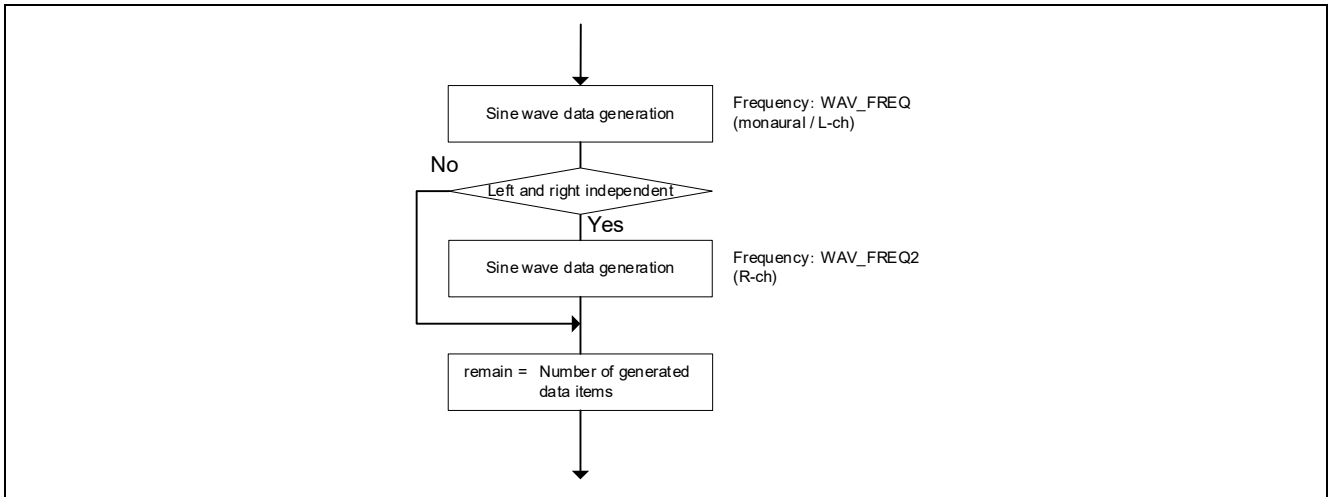 Sine wave data generation
Frequency: WAV_FREQ
(monaural / L-ch)
No
Left and right independent
Yes
Sine wave data generation
Frequency: WAV_FREQ2
(R-ch)
remain = Number of generated
data items